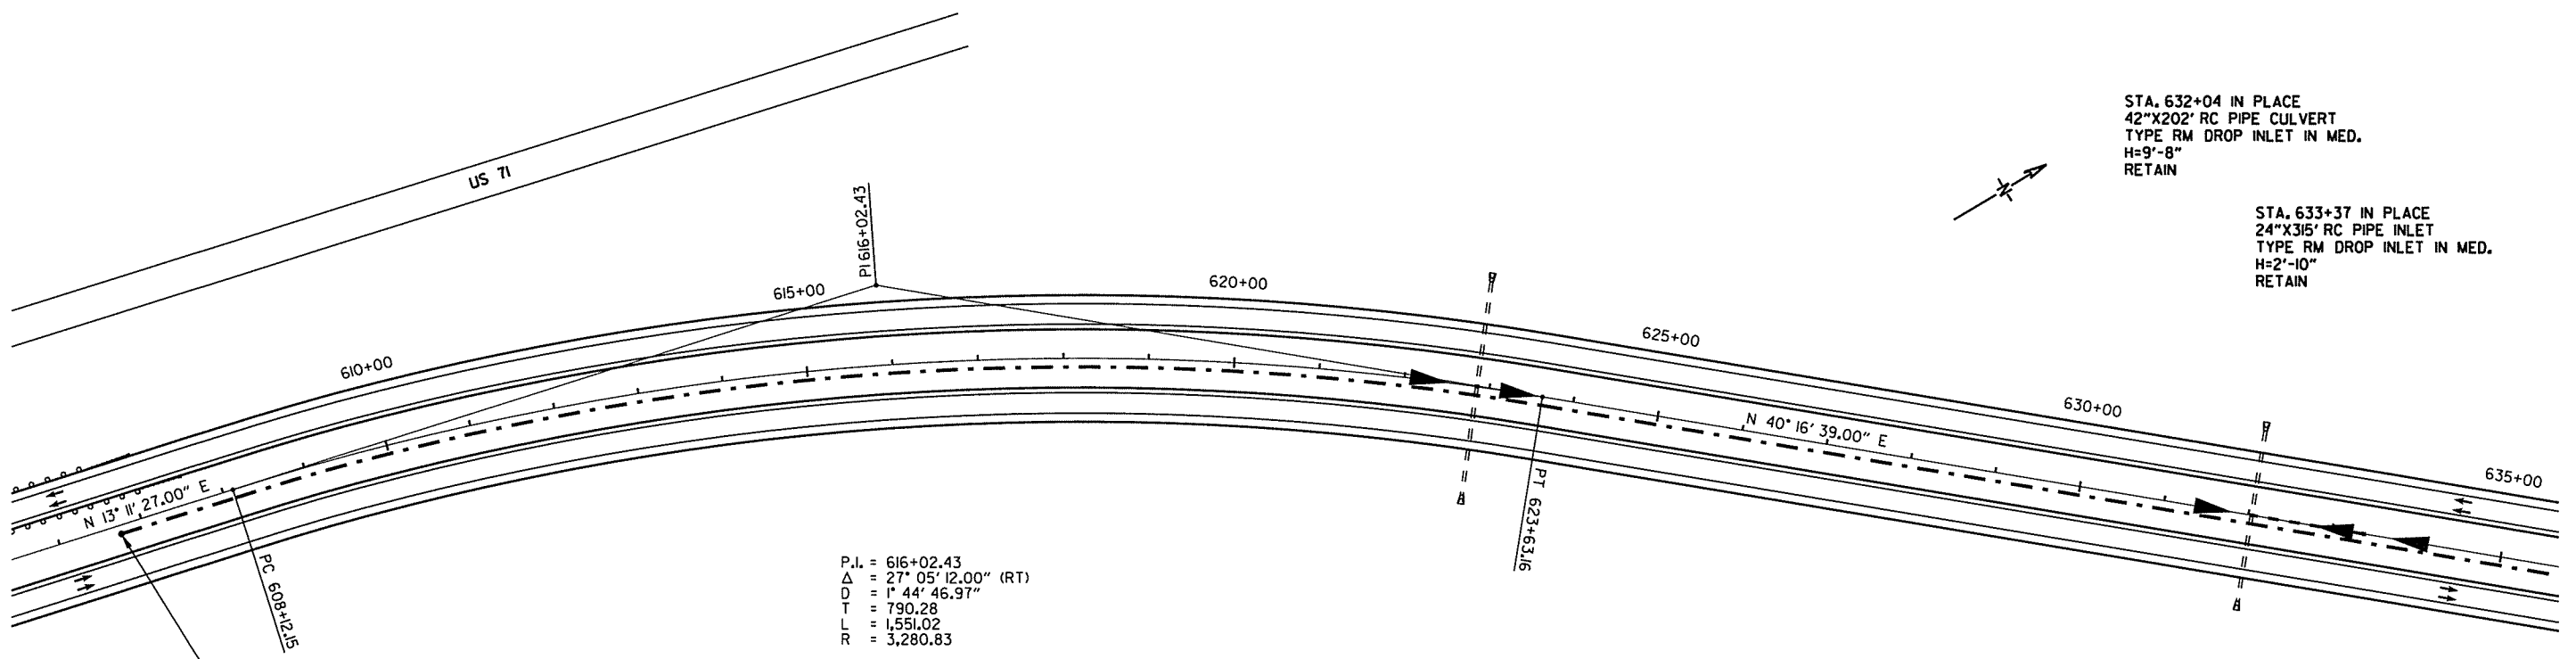 US 71
STA. 632+04 IN PLACE
42"X202' RC PIPE CULVERT
TYPE RM DROP INLET IN MED.
H=9'-8"
RETAIN
N
STA. 633+37 IN PLACE
24"X315' RC PIPE INLET
TYPE RM DROP INLET IN MED.
H=2'-10"
RETAIN
PI 616+02.43
610+00
615+00
620+00
625+00
630+00
635+00
N 13° 11' 27.00" E
PC 608+12.15
PT 623+63.16
N 40° 16' 39.00" E
P.I. = 616+02.43
Δ = 27° 05' 12.00" (RT)
D = 1° 44' 46.97"
T = 790.28
L = 1,551.02
R = 3,280.83